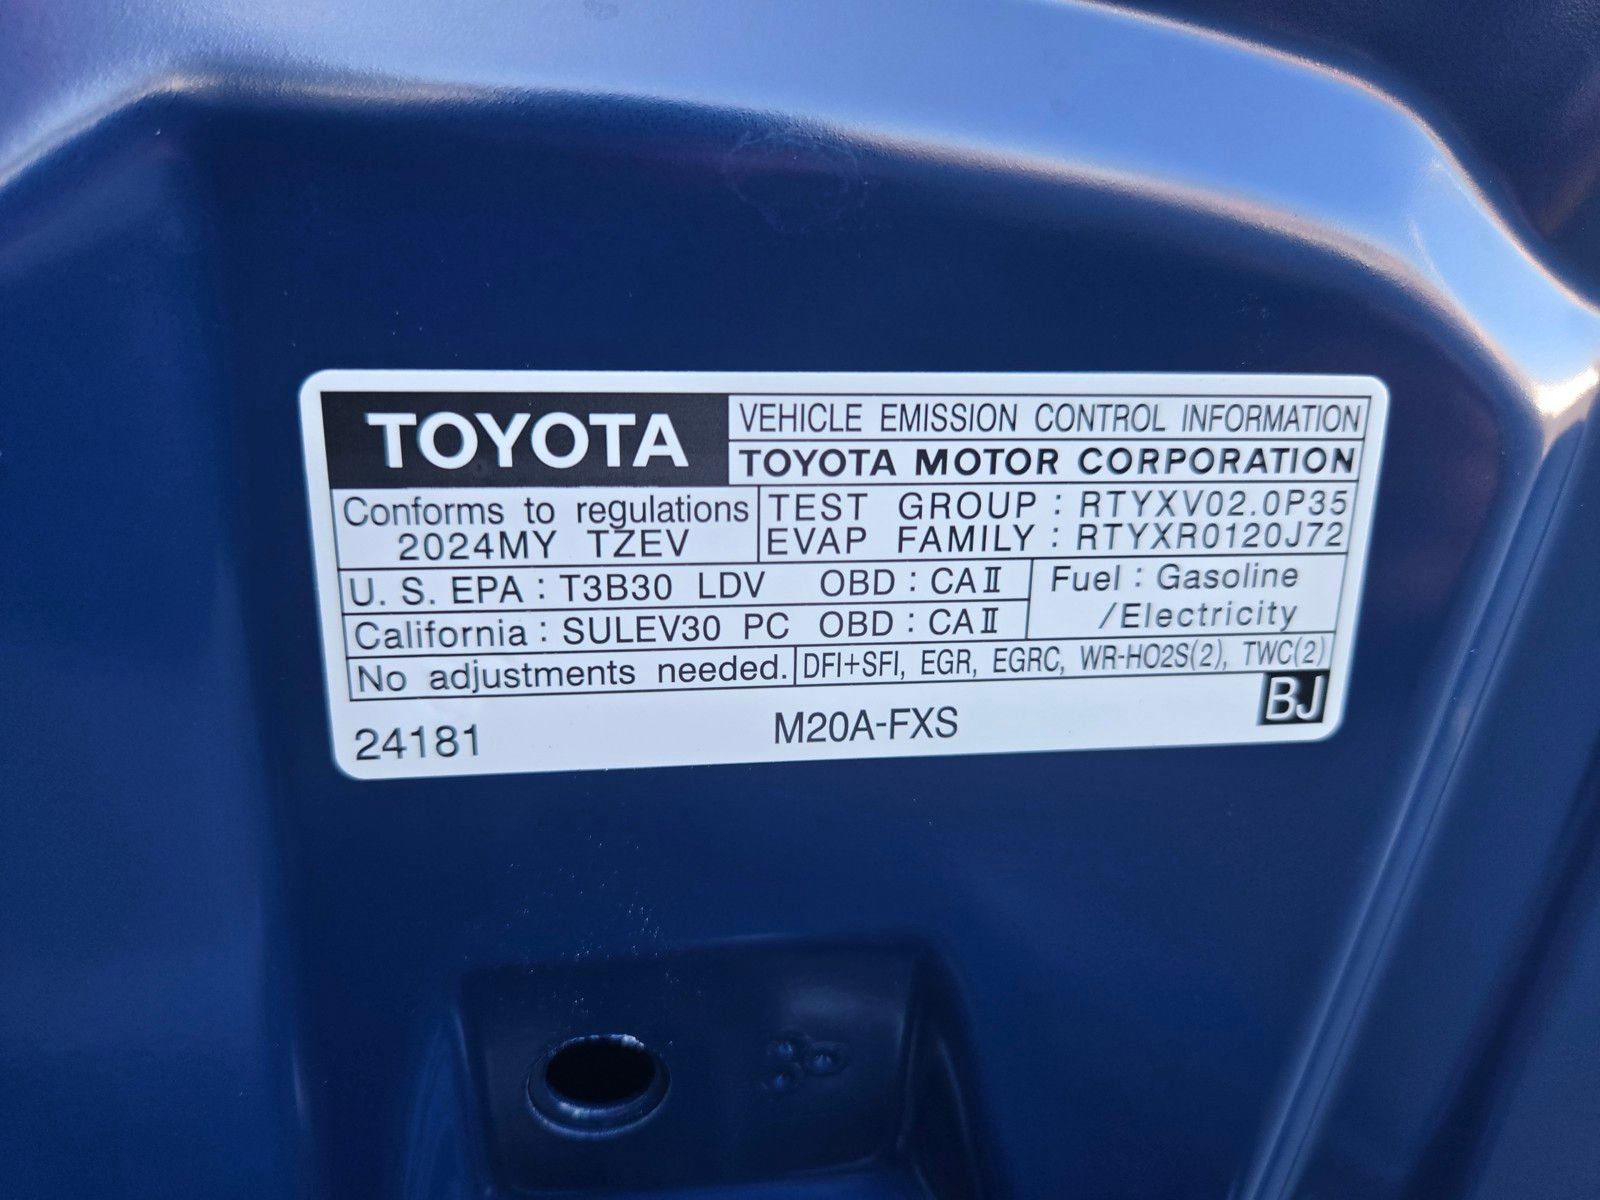 TOYOTA
VEHICLE EMISSION CONTROL INFORMATION
TOYOTA MOTOR CORPORATION
Conforms to regulations
2024MY TZEV
TEST GROUP : RTYXV02.0P35
EVAP FAMILY : RTYXR0120J72
U. S. EPA : T3B30 LDV OBD : CAⅡ
California : SULEV30 PC OBD : CAⅡ
Fuel : Gasoline
/Electricity
No adjustments needed.
DFI+SFI, EGR, EGRC, WR-HO2S(2), TWC(2)
24181
M20A-FXS
BJ